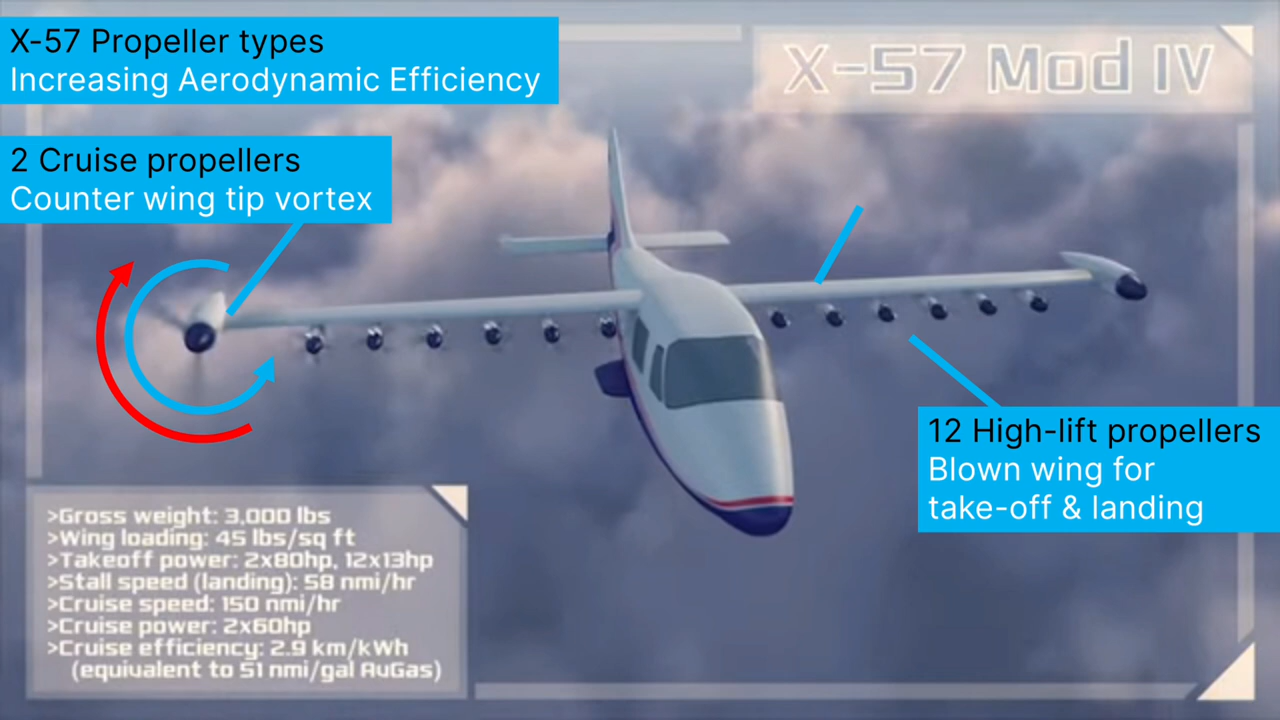 X-57 Propeller types
Increasing Aerodynamic Efficiency
X-57 Mod IV
2 Cruise propellers
Counter wing tip vortex
12 High-lift propellers
Blown wing for
take-off & landing
>Gross weight: 3,000 lbs
>Wing loading: 45 lbs/sq ft
>Takeoff power: 2x80hp, 12x13hp
>Stall speed (landing): 58 nmi/hr
>Cruise speed: 150 nmi/hr
>Cruise power: 2x60hp
>Cruise efficiency: 2.9 km/kWh
(equivalent to 51 nmi/gal AvGas)